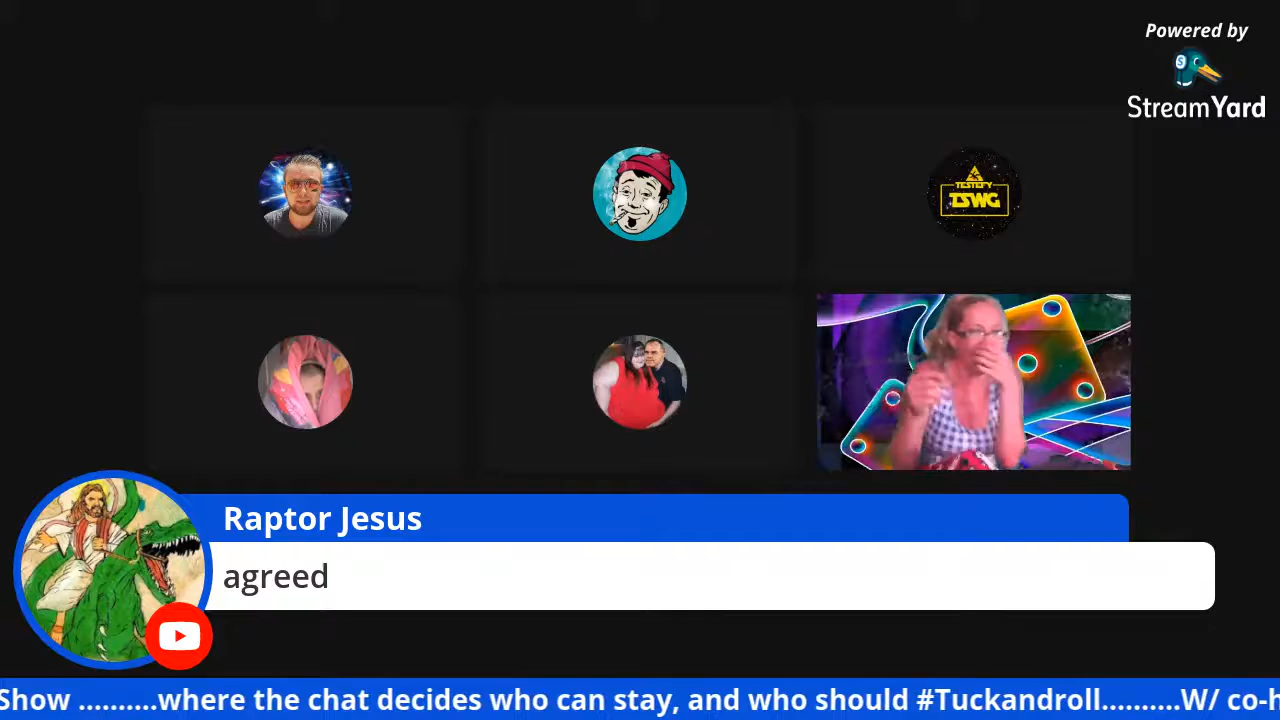 Powered by
StreamYard
TESTEFY
TSWG
Raptor Jesus
agreed
Show ..........where the chat decides who can stay, and who should #Tuckandroll..........W/ co-h